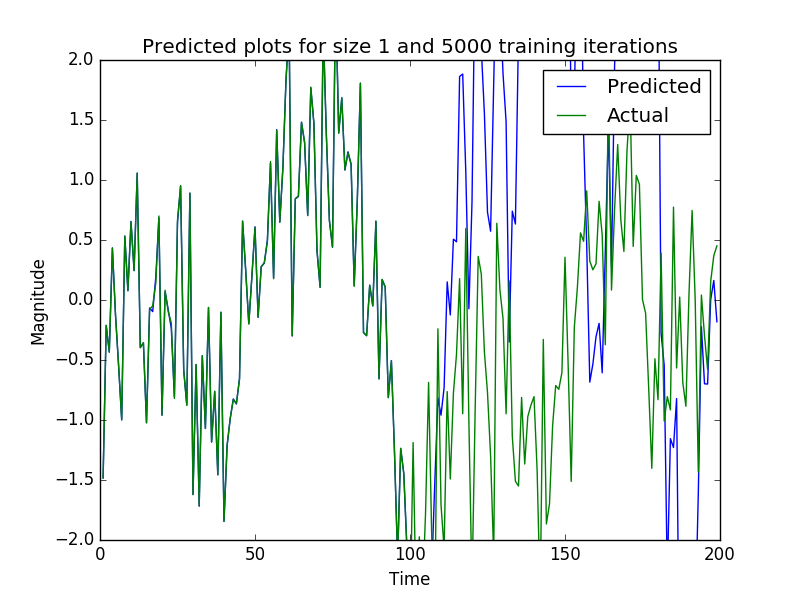 Predicted plots for size 1 and 5000 training iterations
2.0
1.5
1.0
0.5
0.0
−0.5
−1.0
−1.5
−2.0
Magnitude
Predicted
Actual
0
50
100
150
200
Time